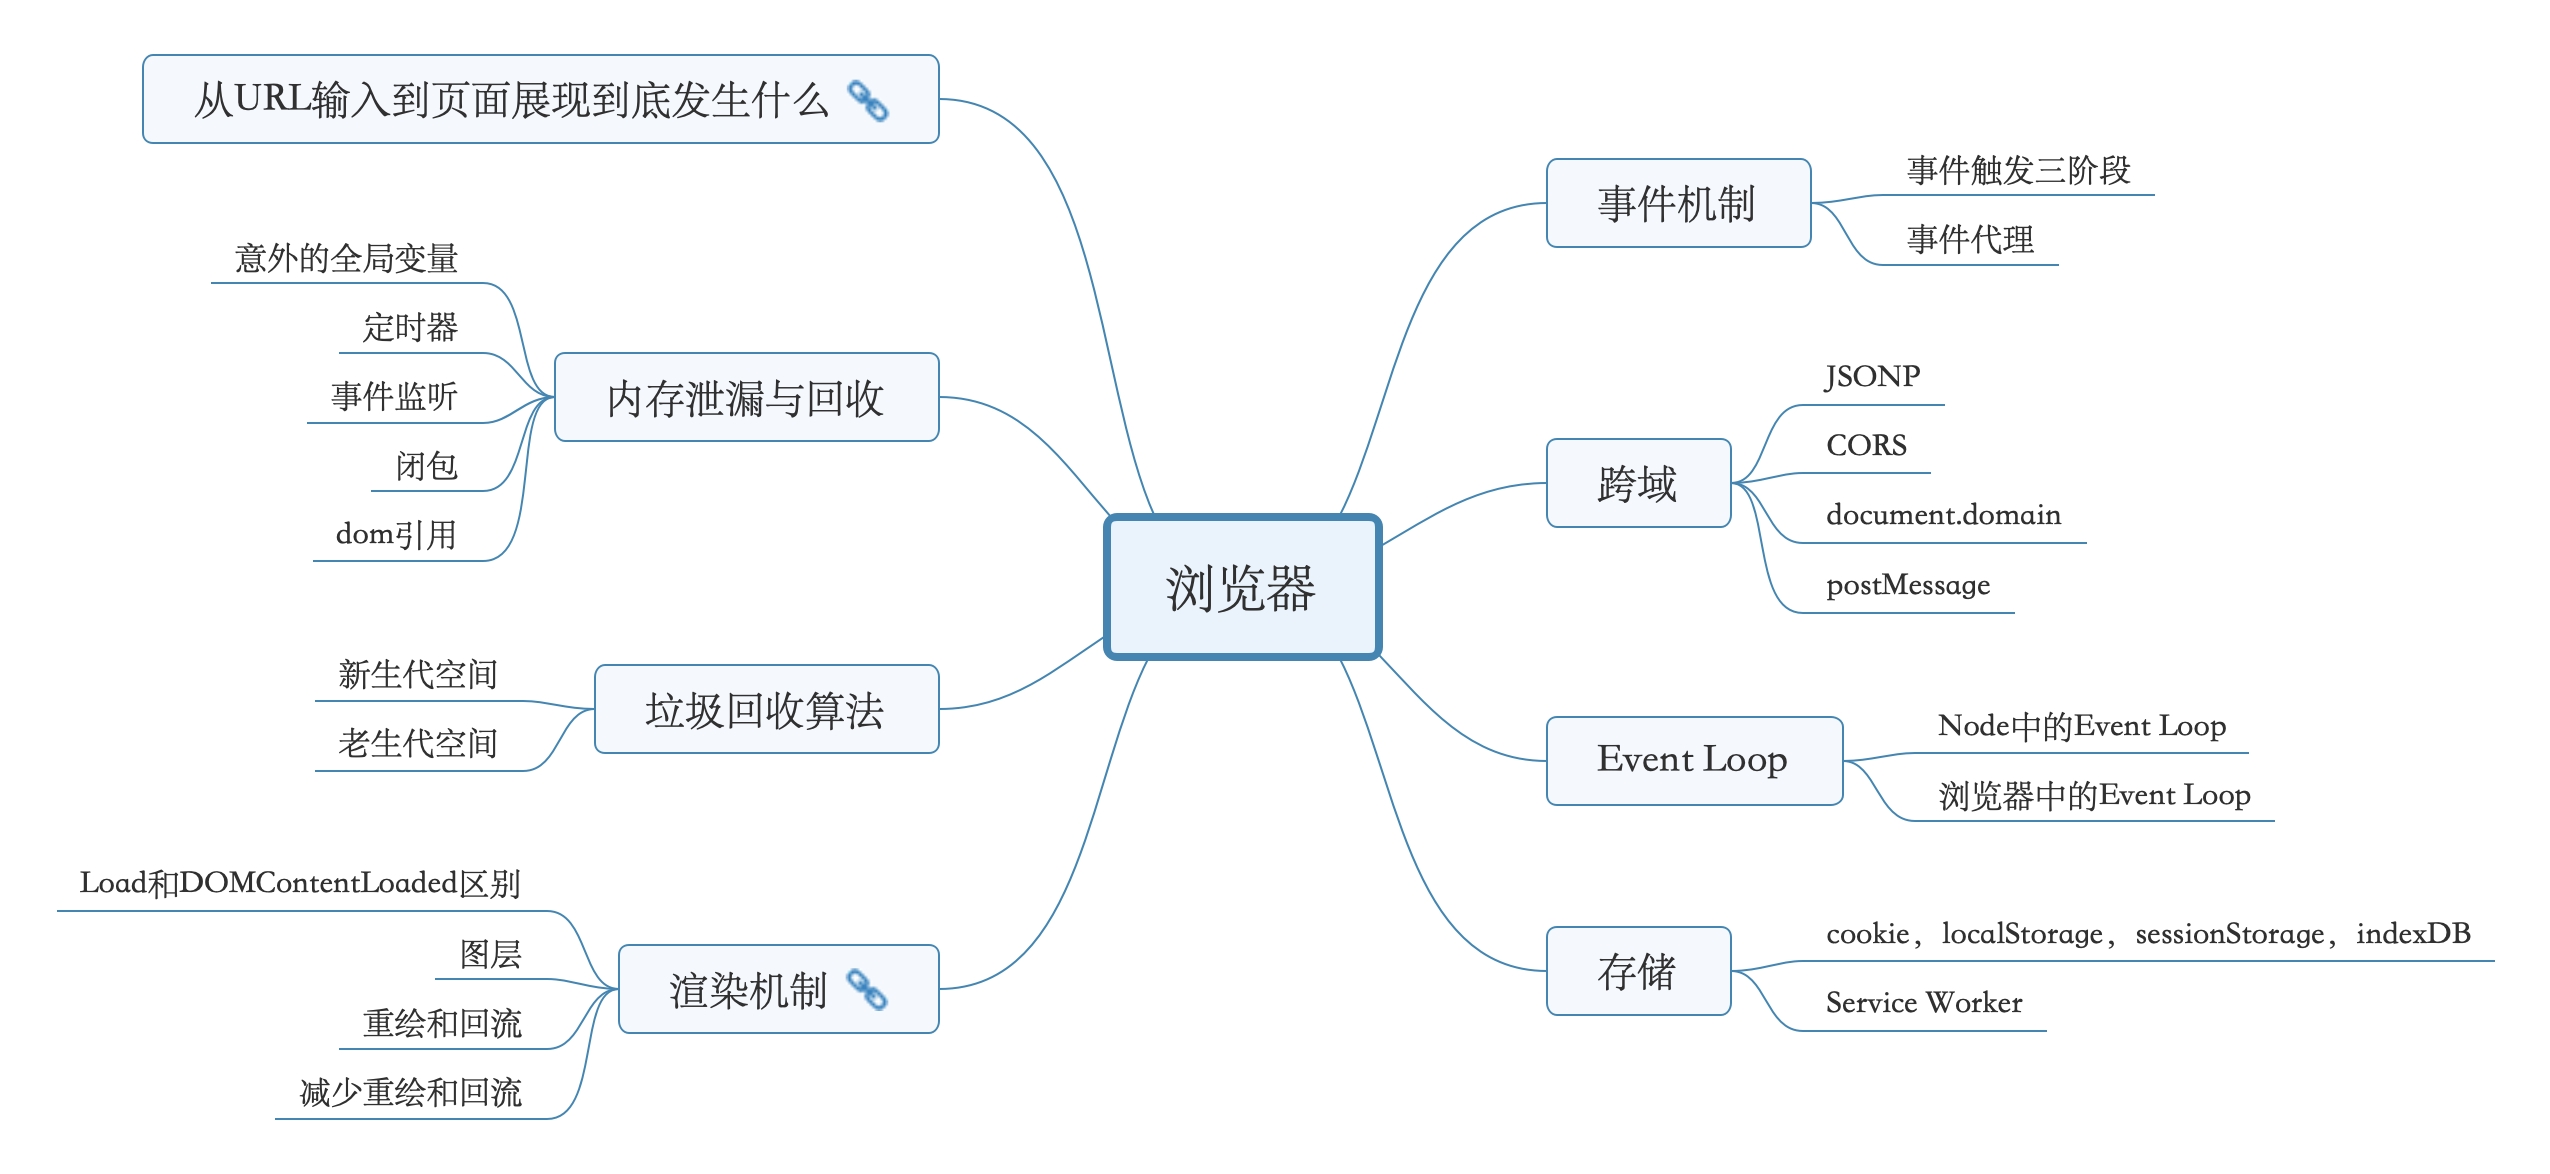 从URL输入到页面展现到底发生什么
意外的全局变量
定时器
事件监听
闭包
dom引用
内存泄漏与回收
新生代空间
老生代空间
垃圾回收算法
Load和DOMContentLoaded区别
图层
重绘和回流
减少重绘和回流
渲染机制
浏览器
事件机制
事件触发三阶段
事件代理
跨域
JSONP
CORS
document.domain
postMessage
Event Loop
Node中的Event Loop
浏览器中的Event Loop
存储
cookie，localStorage，sessionStorage，indexDB
Service Worker